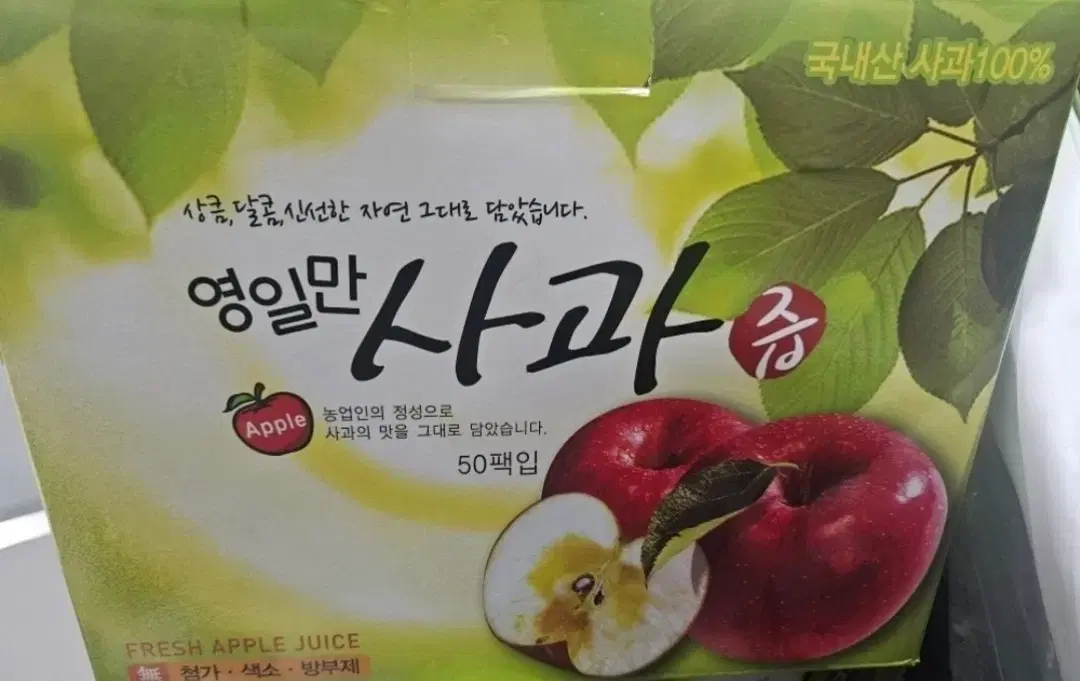 국내산 사과100%
상큼,달콤,신선한 자연 그대로 담았습니다.
영일만 사과 즙
Apple
농업인의 정성으로
사과의 맛을 그대로 담았습니다.
50팩입
FRESH APPLE JUICE
無 첨가·색소·방부제